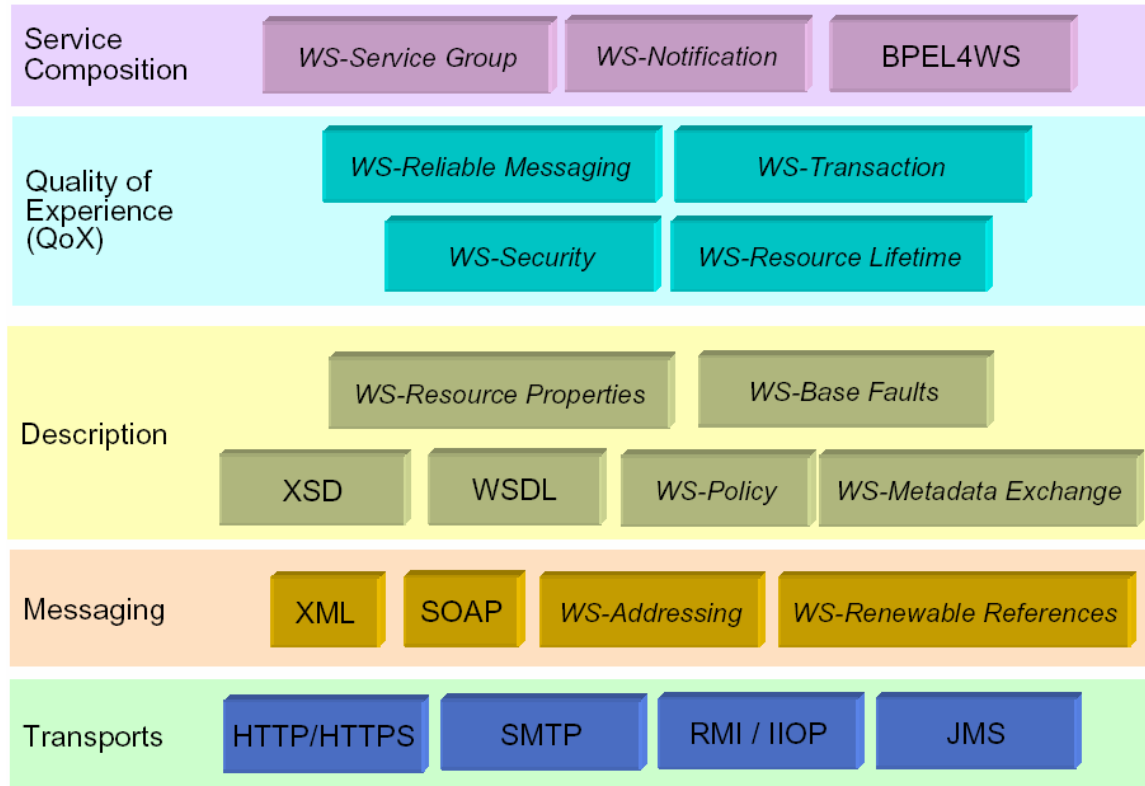 Service
Composition
WS-Service Group
WS-Notification
BPEL4WS
Quality of
Experience
(QoX)
WS-Reliable Messaging
WS-Transaction
WS-Security
WS-Resource Lifetime
Description
WS-Resource Properties
WS-Base Faults
XSD
WSDL
WS-Policy
WS-Metadata Exchange
Messaging
XML
SOAP
WS-Addressing
WS-Renewable References
Transports
HTTP/HTTPS
SMTP
RMI / IIOP
JMS